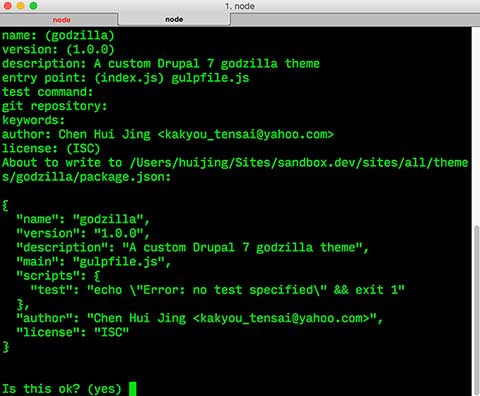 1. node
node
node
name: (godzilla)
version: (1.0.0)
description: A custom Drupal 7 godzilla theme
entry point: (index.js) gulpfile.js
test command:
git repository:
keywords:
author: Chen Hui Jing <kakyou_tensai@yahoo.com>
license: (ISC)
About to write to /Users/huijing/Sites/sandbox.dev/sites/all/theme
s/godzilla/package.json:
{
"name": "godzilla",
"version": "1.0.0",
"description": "A custom Drupal 7 godzilla theme",
"main": "gulpfile.js",
"scripts": {
"test": "echo \"Error: no test specified\" && exit 1"
},
"author": "Chen Hui Jing <kakyou_tensai@yahoo.com>",
"license": "ISC"
}
Is this ok? (yes)